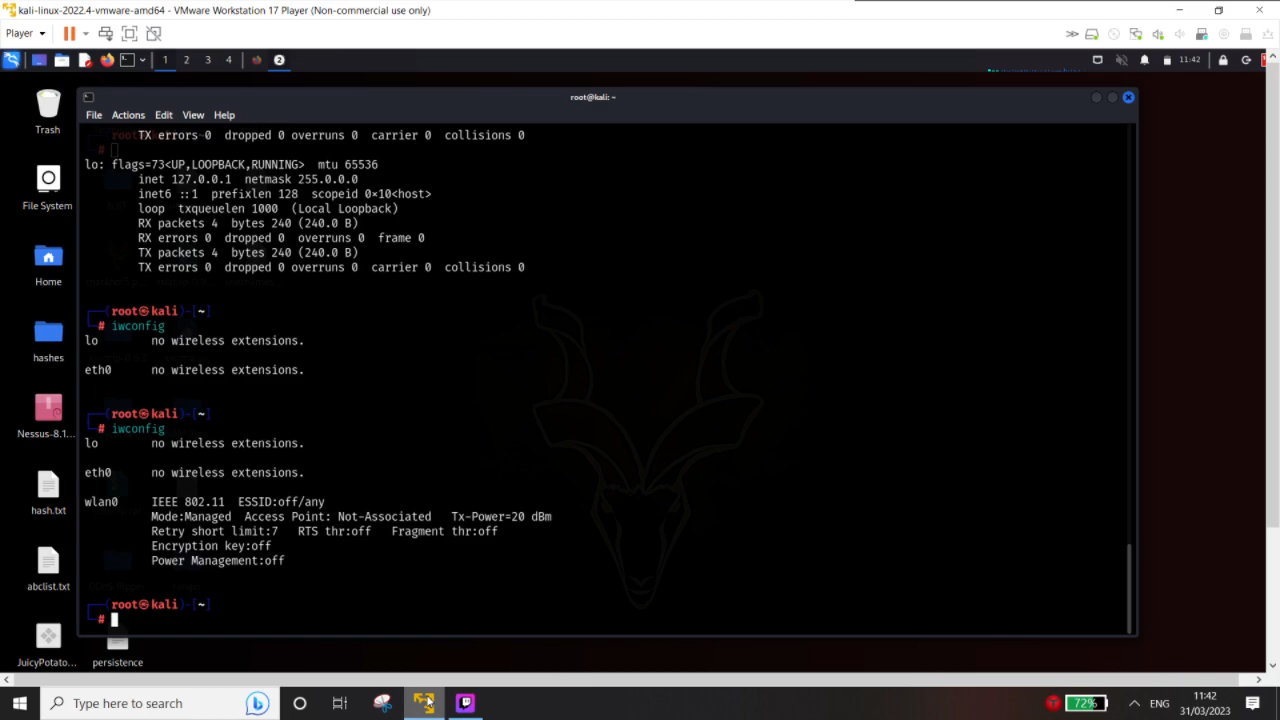 kali-linux-2022.4-vmware-amd64 - VMware Workstation 17 Player (Non-commercial use only)
Player
1 2 3 4 2 11:42
root@kali: ~
File Actions Edit View Help
TX errors 0 dropped 0 overruns 0 carrier 0 collisions 0
#
lo: flags=73<UP,LOOPBACK,RUNNING> mtu 65536
inet 127.0.0.1 netmask 255.0.0.0
inet6 ::1 prefixlen 128 scopeid 0×10<host>
loop txqueuelen 1000 (Local Loopback)
RX packets 4 bytes 240 (240.0 B)
RX errors 0 dropped 0 overruns 0 frame 0
TX packets 4 bytes 240 (240.0 B)
TX errors 0 dropped 0 overruns 0 carrier 0 collisions 0
(root㉿kali)-[~]
# iwconfig
lo no wireless extensions.
eth0 no wireless extensions.
(root㉿kali)-[~]
# iwconfig
lo no wireless extensions.
eth0 no wireless extensions.
wlan0 IEEE 802.11 ESSID:off/any
Mode:Managed Access Point: Not-Associated Tx-Power=20 dBm
Retry short limit:7 RTS thr:off Fragment thr:off
Encryption key:off
Power Management:off
(root㉿kali)-[~]
#
Trash
File System
Home
hashes
Nessus-8.1...
hash.txt
abclist.txt
JuicyPotato...
persistence
Type here to search
72%
ENG
11:42
31/03/2023